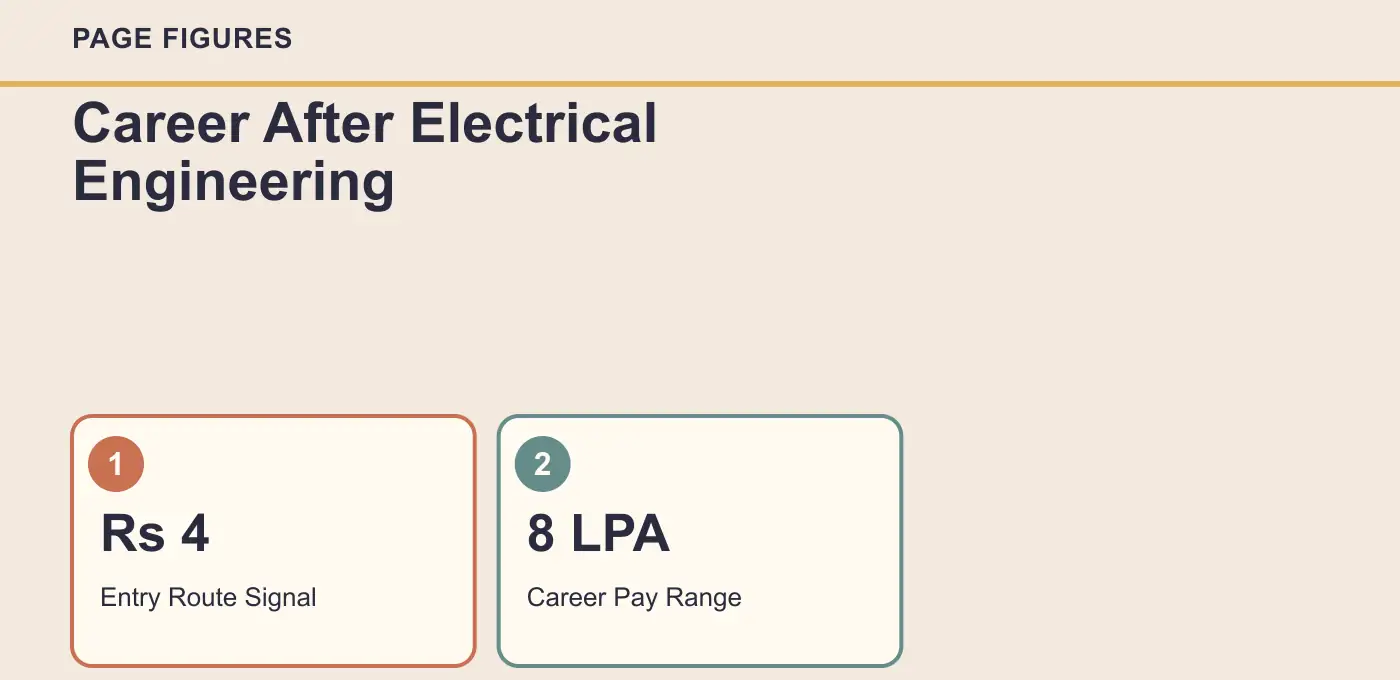 PAGE FIGURES
Career After Electrical
Engineering
1
Rs 4
Entry Route Signal
2
8 LPA
Career Pay Range